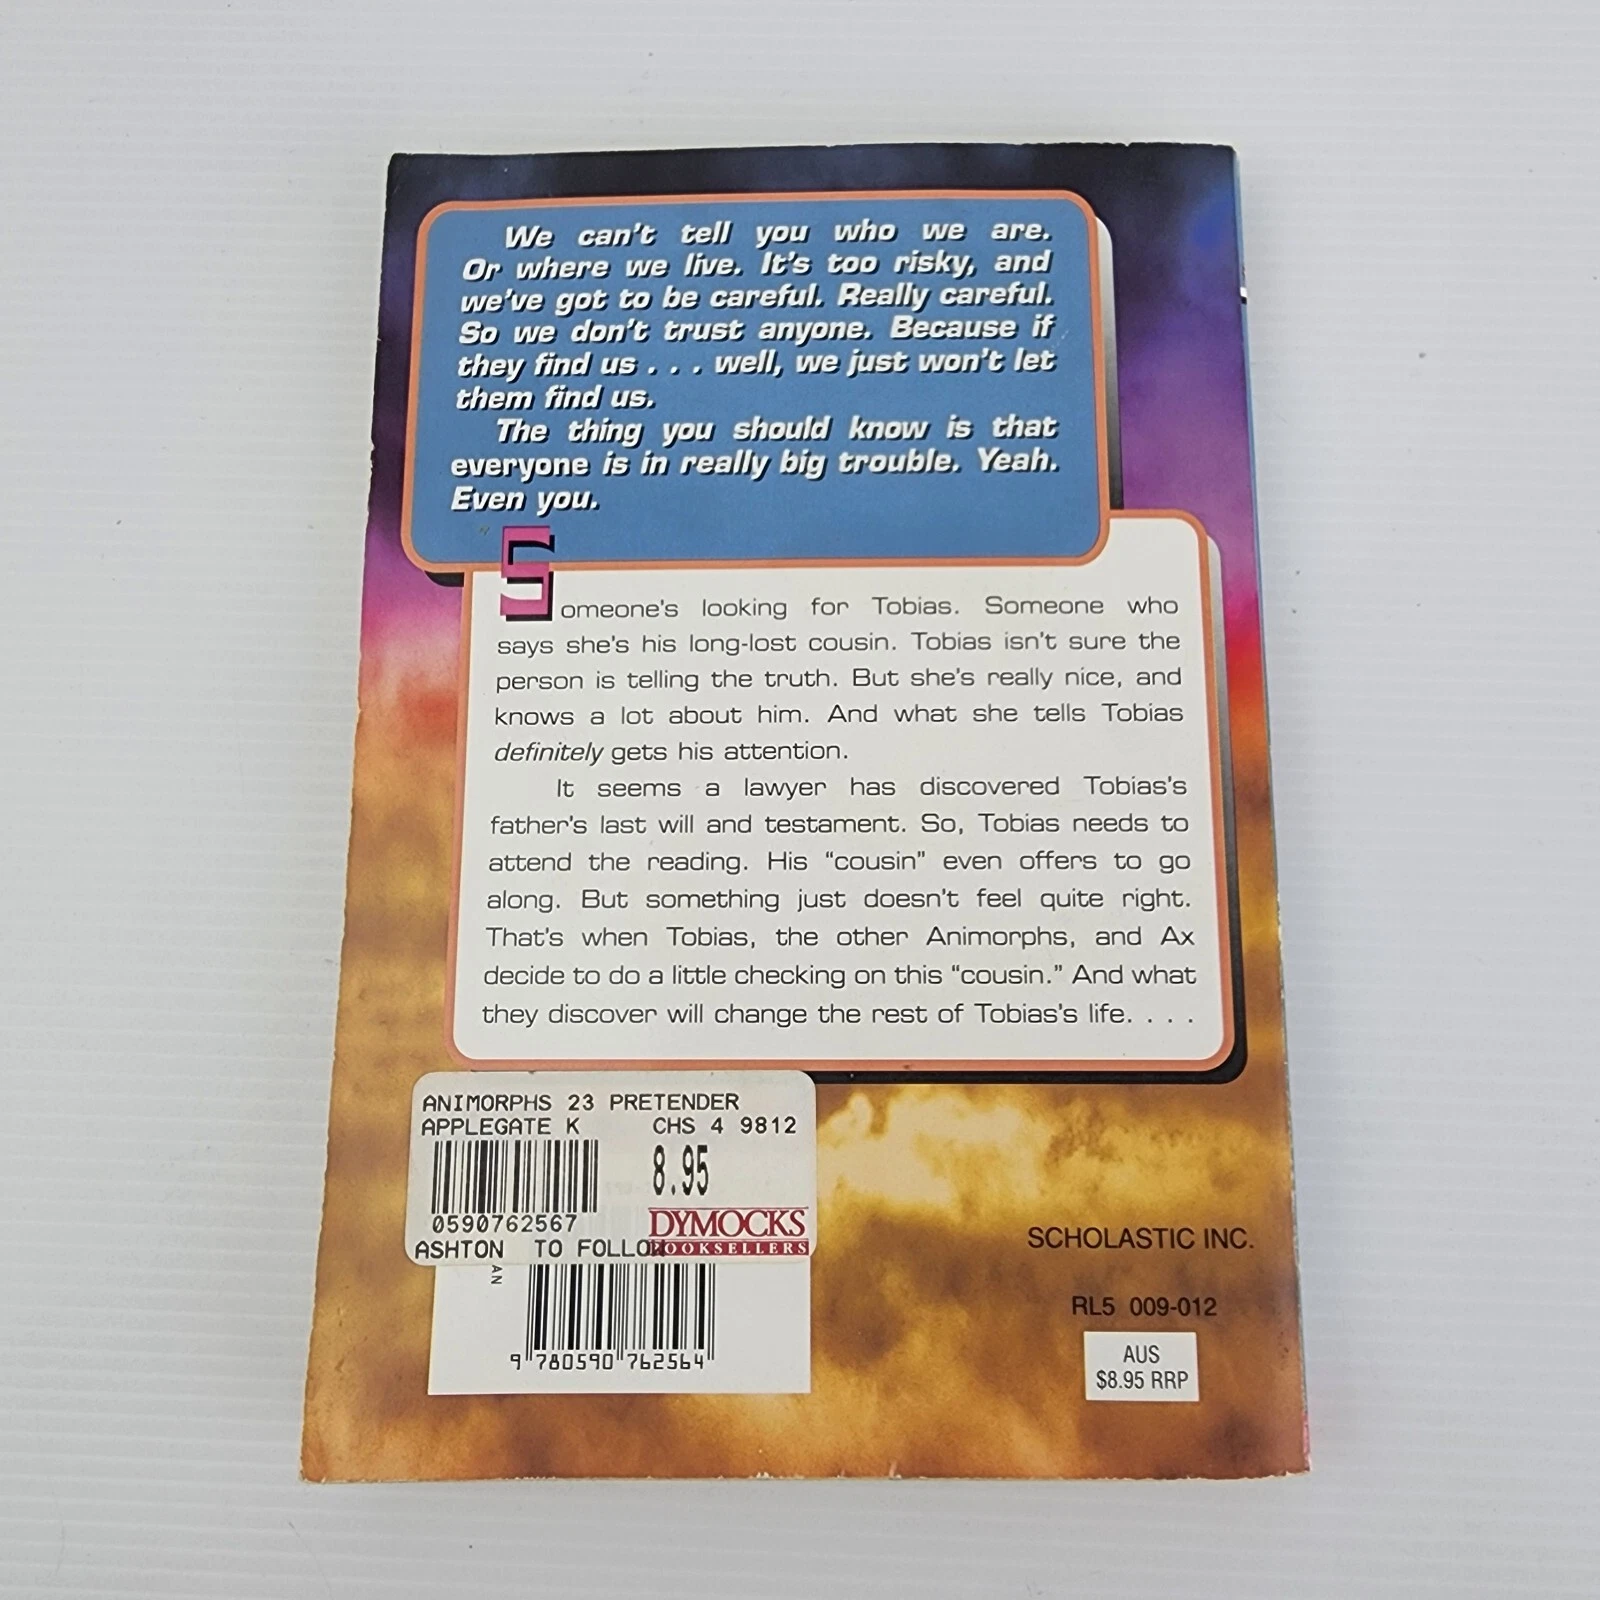 We can't tell you who we are.
Or where we live. It's too risky, and
we've got to be careful. Really careful.
So we don't trust anyone. Because if
they find us . . . well, we just won't let
them find us.
The thing you should know is that
everyone is in really big trouble. Yeah.
Even you.
Someone's looking for Tobias. Someone who
says she's his long-lost cousin. Tobias isn't sure the
person is telling the truth. But she's really nice, and
knows a lot about him. And what she tells Tobias
definitely gets his attention.
It seems a lawyer has discovered Tobias's
father's last will and testament. So, Tobias needs to
attend the reading. His “cousin” even offers to go
along. But something just doesn't feel quite right.
That's when Tobias, the other Animorphs, and Ax
decide to do a little checking on this “cousin.” And what
they discover will change the rest of Tobias's life. . . .
ANIMORPHS 23 PRETENDER
APPLEGATE K CHS 4 9812
8.95
0590762567
DYMOCKS
ASHTON TO FOLLOW BOOKSELLERS
AN
9 780590 762564
SCHOLASTIC INC.
RL5 009-012
AUS
$8.95 RRP